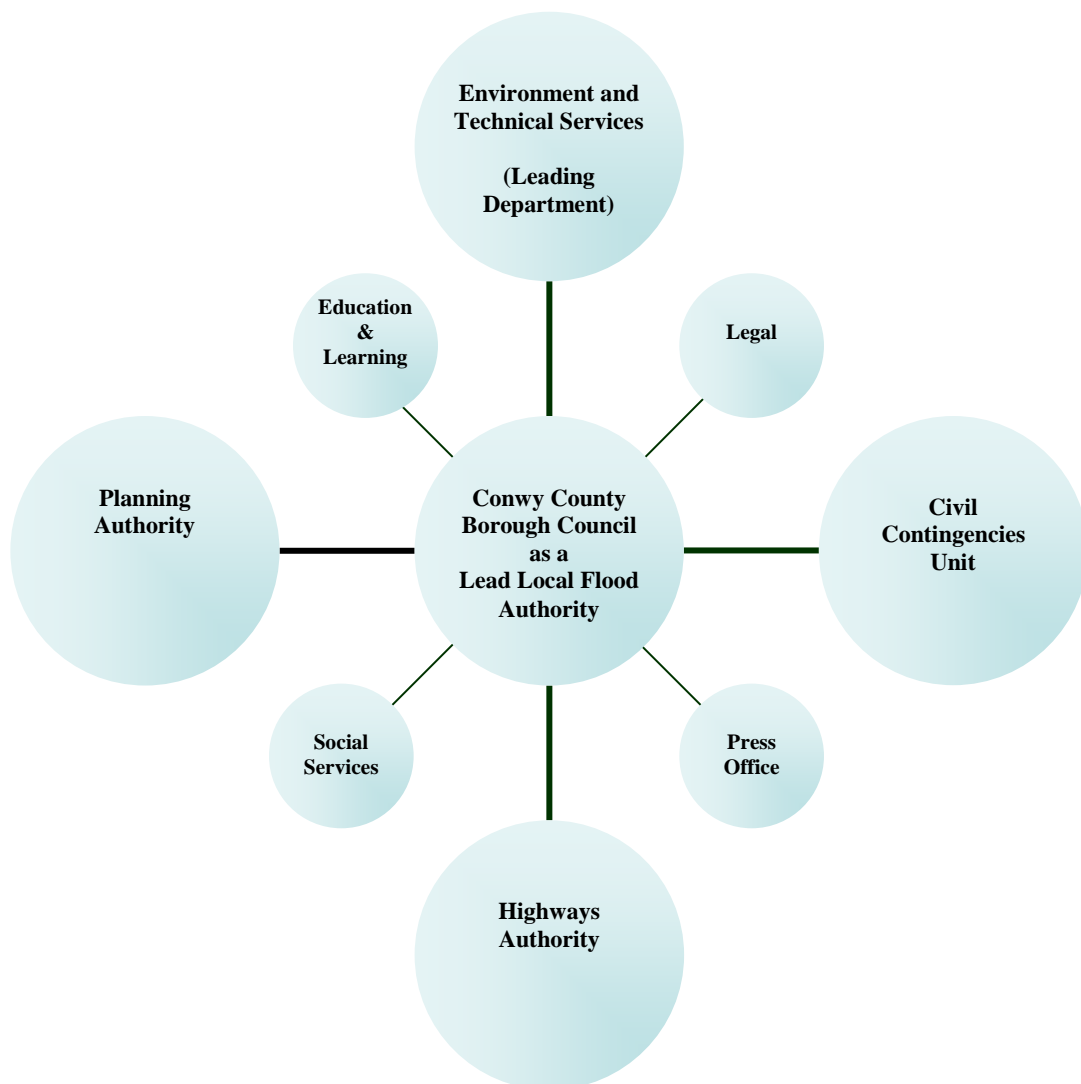 Environment and
Technical Services
(Leading
Department)
Education
&
Learning
Legal
Planning
Authority
Conwy County
Borough Council
as a
Lead Local Flood
Authority
Civil
Contingencies
Unit
Social
Services
Press
Office
Highways
Authority